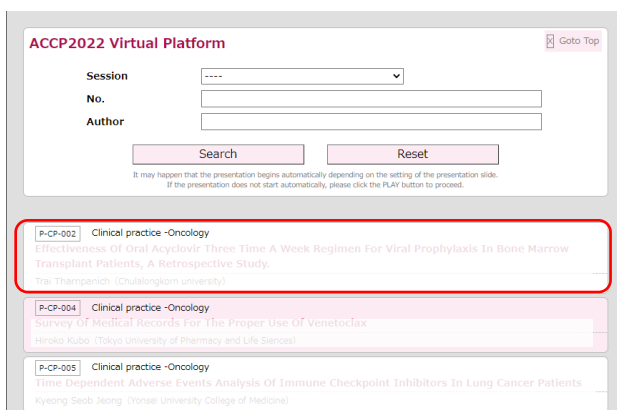 ACCP2022 Virtual Platform
X Goto Top
Session ----
No.
Author
Search Reset
It may happen that the presentation begins automatically depending on the setting of the presentation slide.
If the presentation does not start automatically, please click the PLAY button to proceed.
P-CP-002 Clinical practice -Oncology
Effectiveness Of Oral Acyclovir Three Time A Week Regimen For Viral Prophylaxis In Bone Marrow
Transplant Patients, A Retrospective Study.
Trai Thampanich (Chulalongkorn university)
P-CP-004 Clinical practice -Oncology
Survey Of Medical Records For The Proper Use Of Venetoclax
Hiroko Kubo (Tokyo University of Pharmacy and Life Siences)
P-CP-005 Clinical practice -Oncology
Time Dependent Adverse Events Analysis Of Immune Checkpoint Inhibitors In Lung Cancer Patients
Kyeong Seob Jeong (Yonsei University College of Medicine)